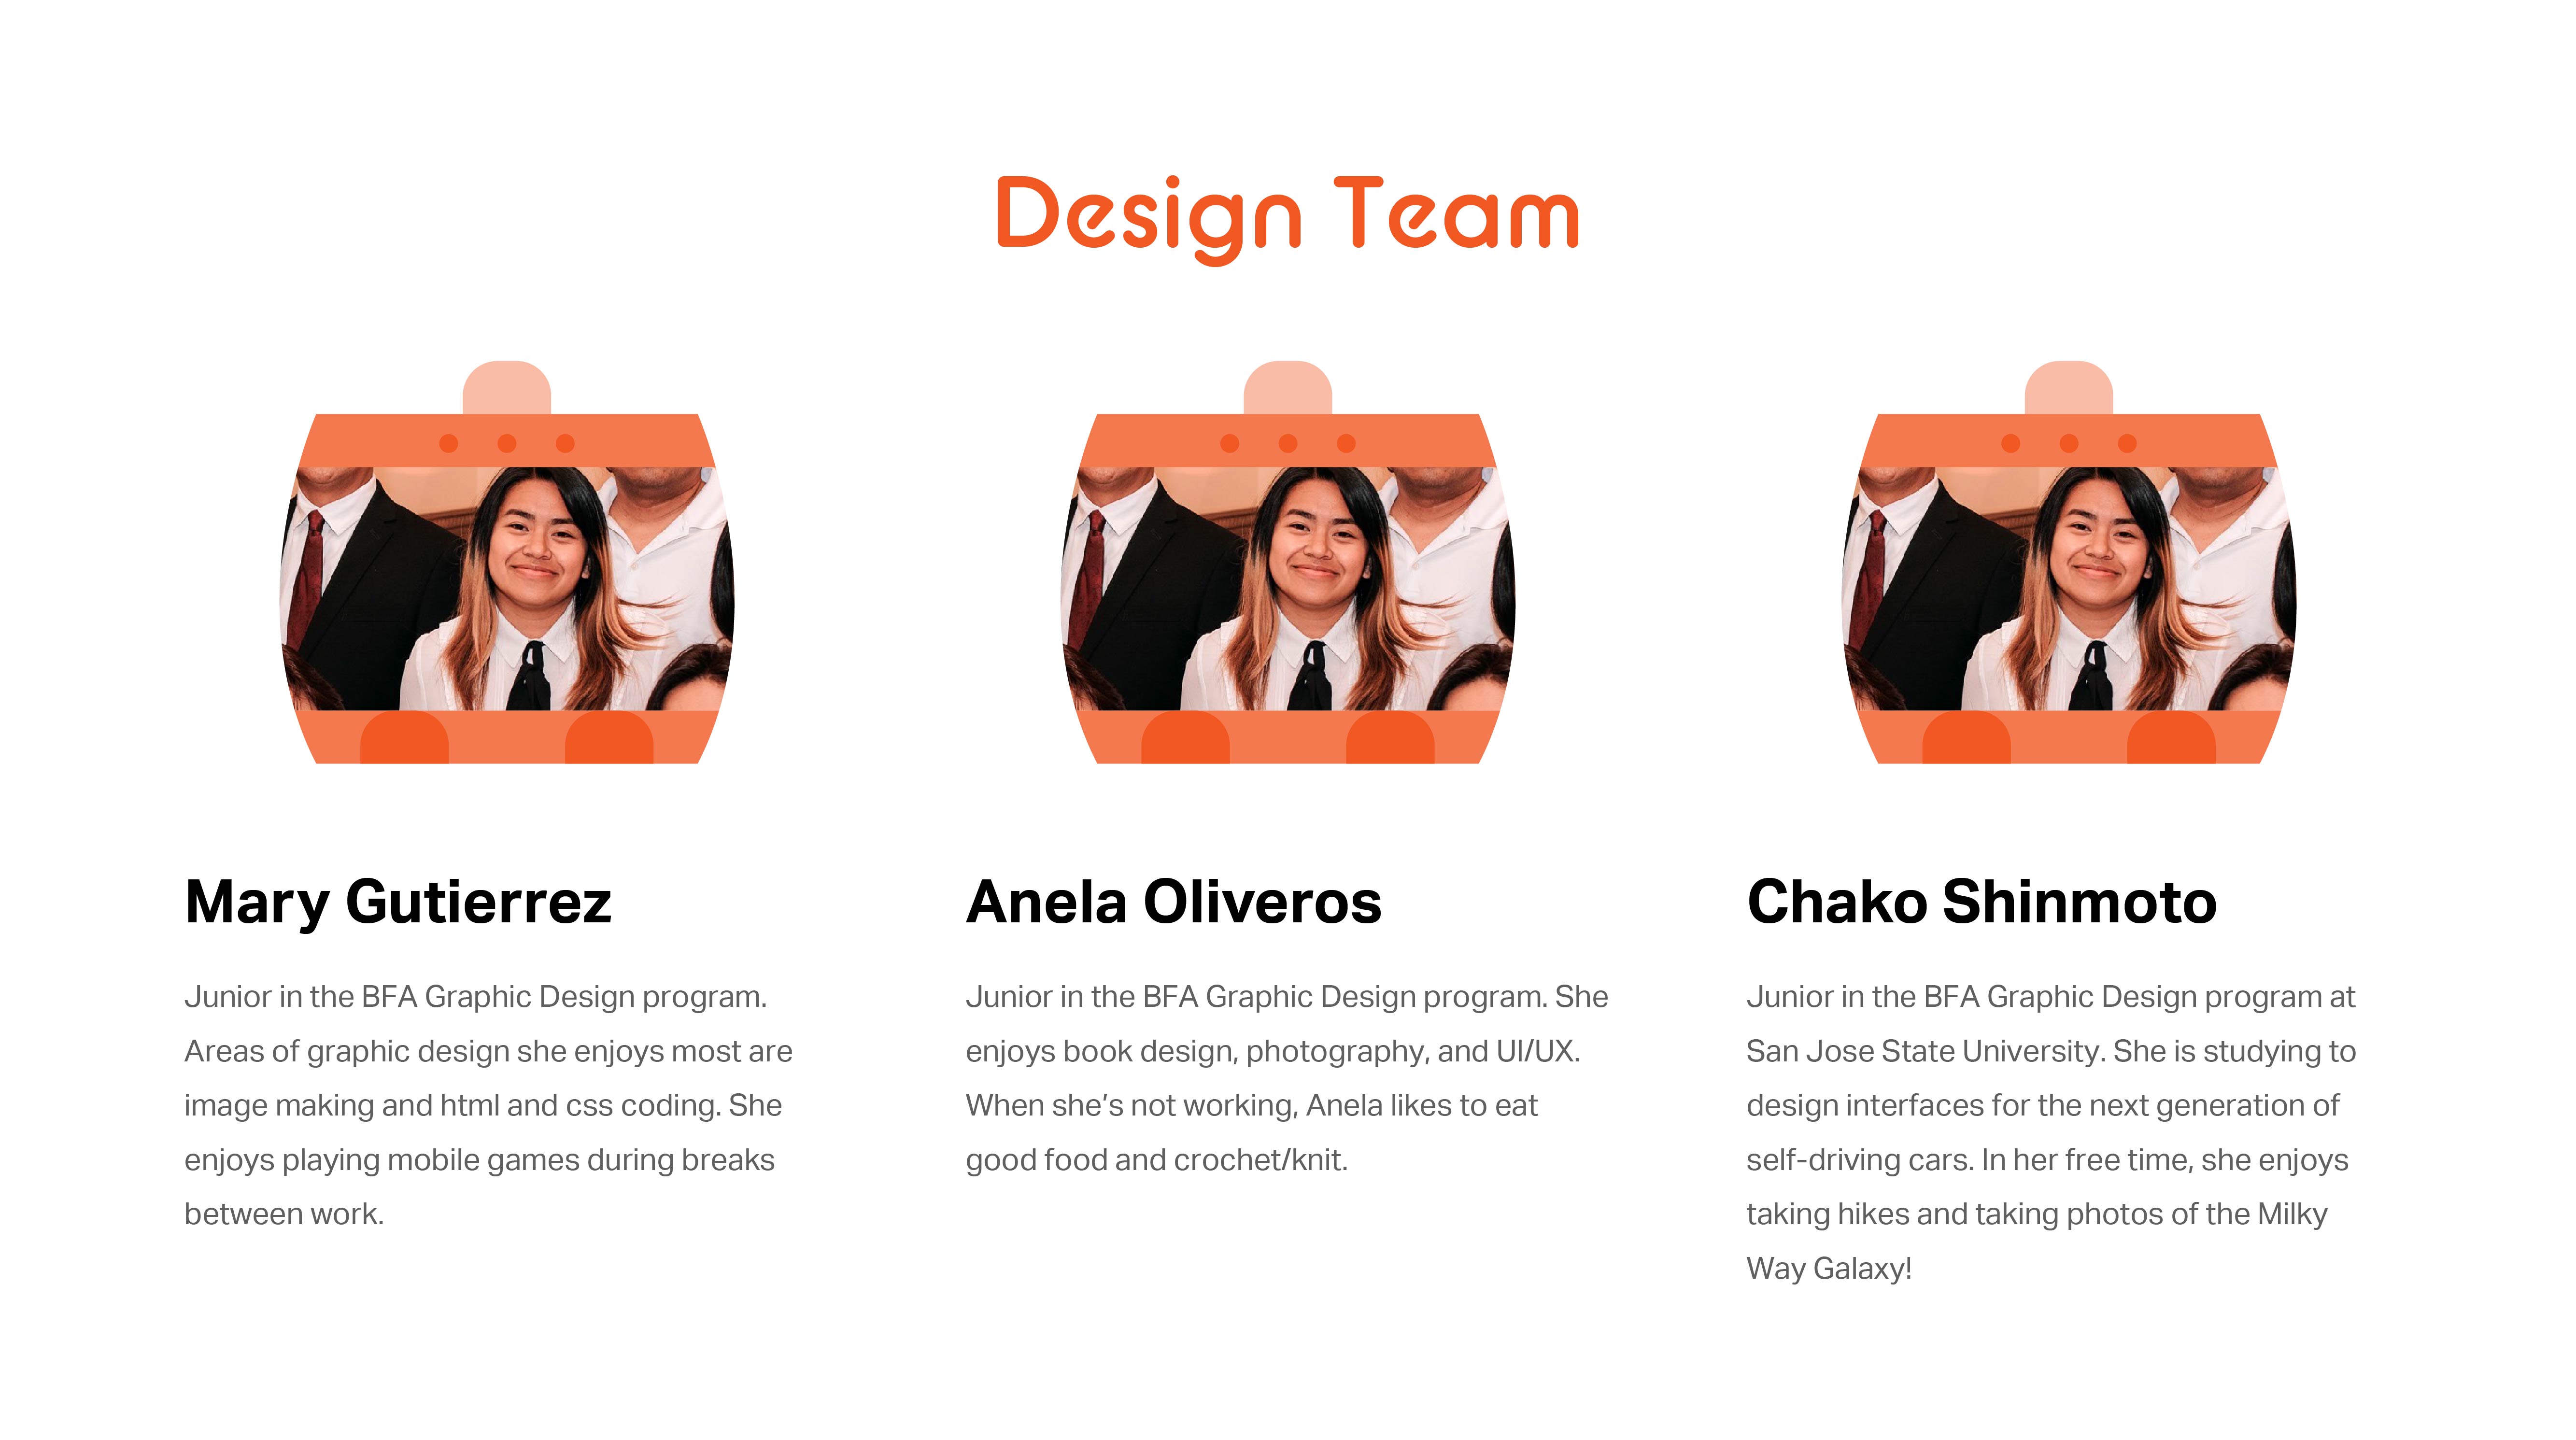 Design Team
Mary Gutierrez
Junior in the BFA Graphic Design program.
Areas of graphic design she enjoys most are
image making and html and css coding. She
enjoys playing mobile games during breaks
between work.
Anela Oliveros
Junior in the BFA Graphic Design program. She
enjoys book design, photography, and UI/UX.
When she’s not working, Anela likes to eat
good food and crochet/knit.
Chako Shinmoto
Junior in the BFA Graphic Design program at
San Jose State University. She is studying to
design interfaces for the next generation of
self-driving cars. In her free time, she enjoys
taking hikes and taking photos of the Milky
Way Galaxy!